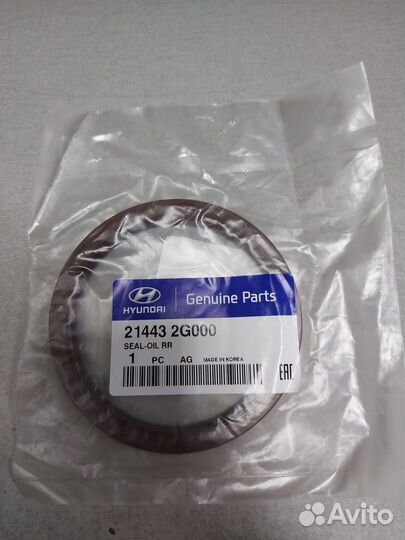 HYUNDAI
Genuine Parts
21443 2G000
SEAL-OIL RR
1 PC AG MADE IN KOREA
EAC
Avito